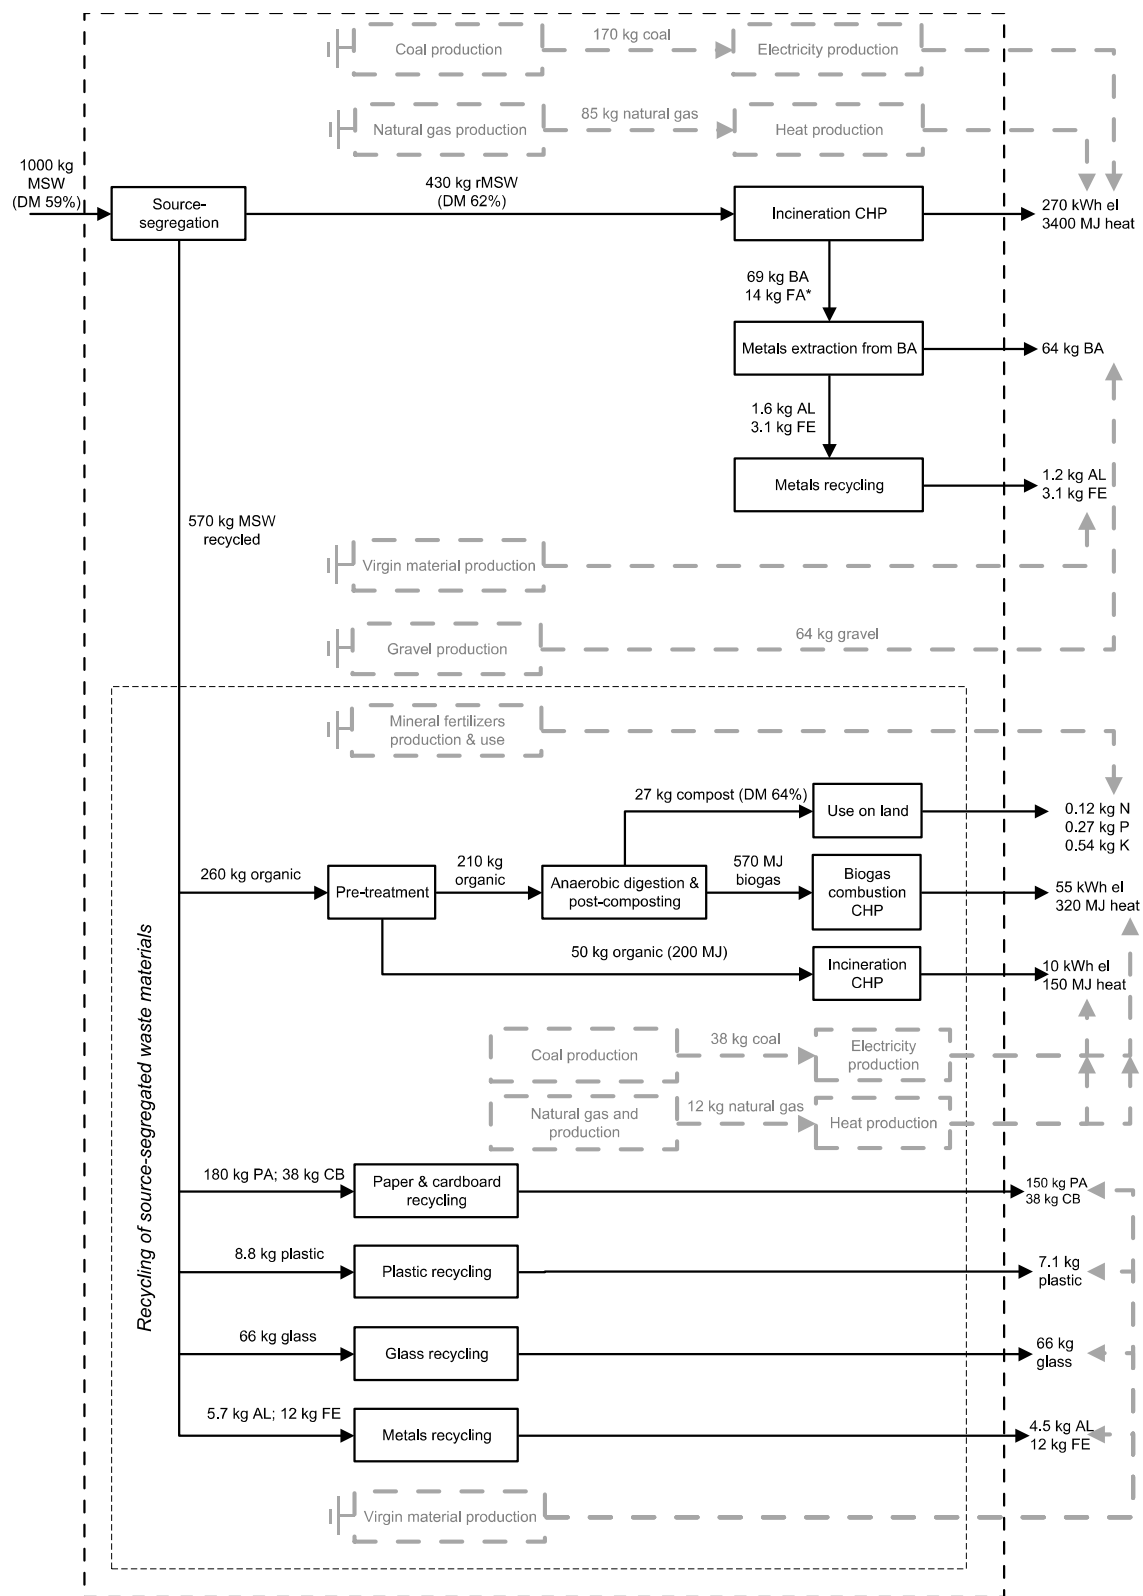 Coal production
170 kg coal
Electricity production
Natural gas production
85 kg natural gas
Heat production
1000 kg
MSW
(DM 59%)
Source-
segregation
430 kg rMSW
(DM 62%)
Incineration CHP
270 kWh el
3400 MJ heat
69 kg BA
14 kg FA*
Metals extraction from BA
64 kg BA
1.6 kg AL
3.1 kg FE
Metals recycling
1.2 kg AL
3.1 kg FE
570 kg MSW
recycled
Virgin material production
Gravel production
64 kg gravel
Mineral fertilizers
production & use
27 kg compost (DM 64%)
Use on land
0.12 kg N
0.27 kg P
0.54 kg K
260 kg organic
Pre-treatment
210 kg
organic
Anaerobic digestion &
post-composting
570 MJ
biogas
Biogas
combustion
CHP
55 kWh el
320 MJ heat
50 kg organic (200 MJ)
Incineration
CHP
10 kWh el
150 MJ heat
Coal production
38 kg coal
Electricity
production
Natural gas and
production
12 kg natural gas
Heat production
Recycling of source-segregated waste materials
180 kg PA; 38 kg CB
Paper & cardboard
recycling
150 kg PA
38 kg CB
8.8 kg plastic
Plastic recycling
7.1 kg
plastic
66 kg glass
Glass recycling
66 kg
glass
5.7 kg AL; 12 kg FE
Metals recycling
4.5 kg AL
12 kg FE
Virgin material production